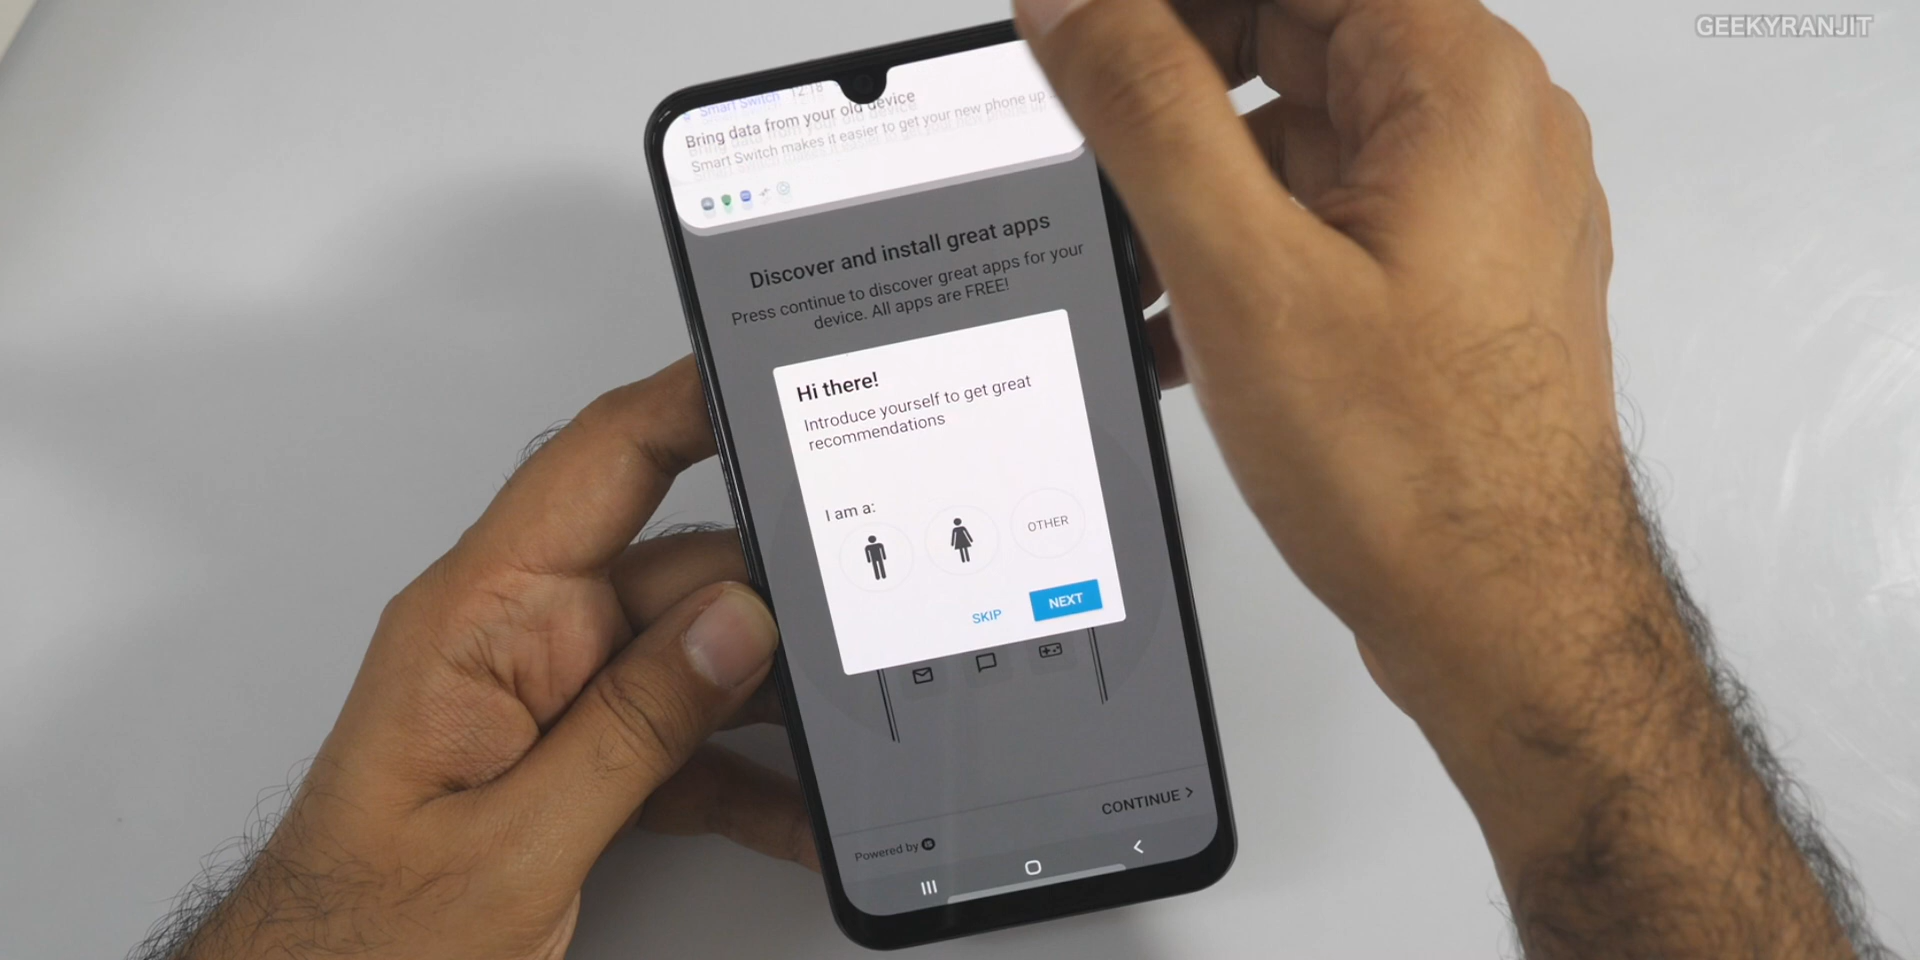 GEEKYRANJIT
Smart Switch 12:18
Bring data from your old device
Smart Switch makes it easier to get your new phone up
Discover and install great apps
Press continue to discover great apps for your
device. All apps are FREE!
Hi there!
Introduce yourself to get great
recommendations
I am a:
OTHER
SKIP
NEXT
CONTINUE >
Powered by